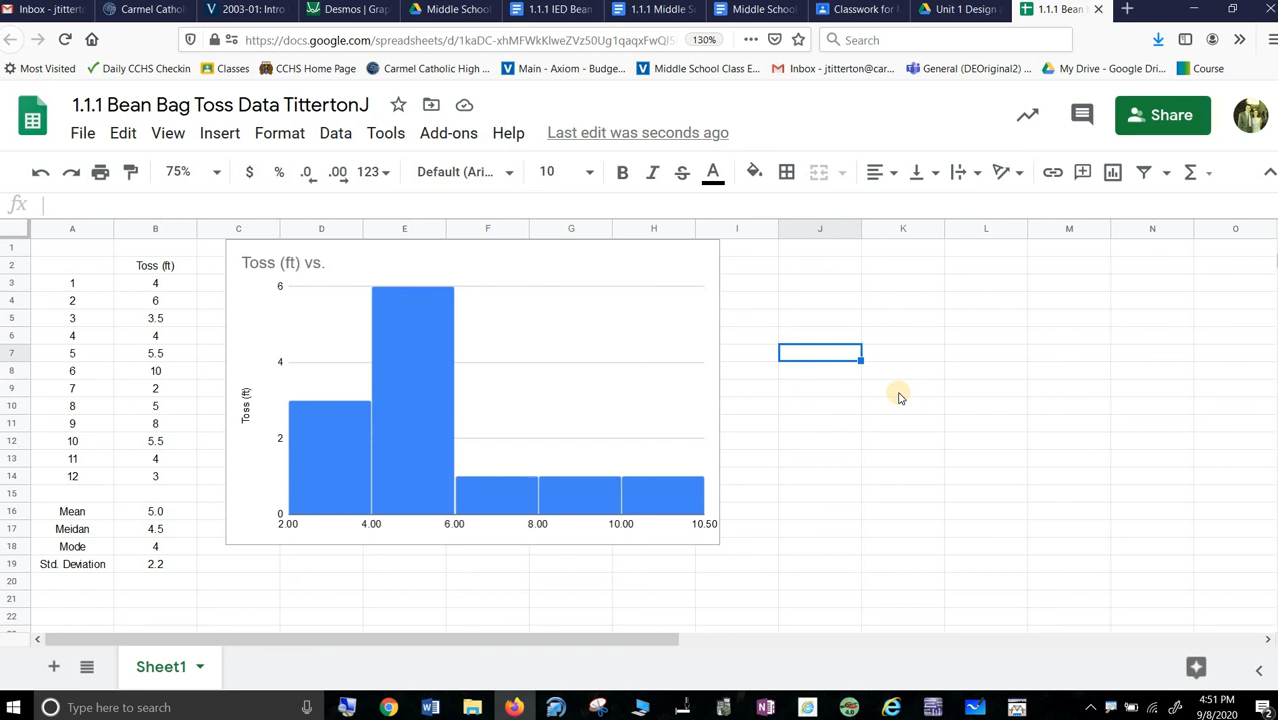 Inbox - jtitterton
Carmel Catholi
2003-01: Intro
Desmos | Grap
Middle School
1.1.1 IED Bean
1.1.1 Middle S
Middle School
Classwork for M
Unit 1 Design
1.1.1 Bean
https://docs.google.com/spreadsheets/d/1kaDC-xhMFWkKlweZVz50Ug1qaqxFwQIS
130%
Search
Most Visited
Daily CCHS Checkin
Classes
CCHS Home Page
Carmel Catholic High ...
Main - Axiom - Budge...
Middle School Class E...
Inbox - jtitterton@car...
General (DEOriginal2) ...
My Drive - Google Dri...
Course
1.1.1 Bean Bag Toss Data TittertonJ
Share
File Edit View Insert Format Data Tools Add-ons Help Last edit was seconds ago
75% $ % .0 .00 123 Default (Ari... 10 B I S A Σ
fx
A B C D E F G H I J K L M N O
1
2 Toss (ft)
3 1 4
4 2 6
5 3 3.5
6 4 4
7 5 5.5
8 6 10
9 7 2
10 8 5
11 9 8
12 10 5.5
13 11 4
14 12 3
15
16 Mean 5.0
17 Meidan 4.5
18 Mode 4
19 Std. Deviation 2.2
20
21
22
Toss (ft) vs.
Toss (ft)
6
4
2
0
2.00 4.00 6.00 8.00 10.00 10.50
Sheet1
Type here to search
4:51 PM
9/8/2020